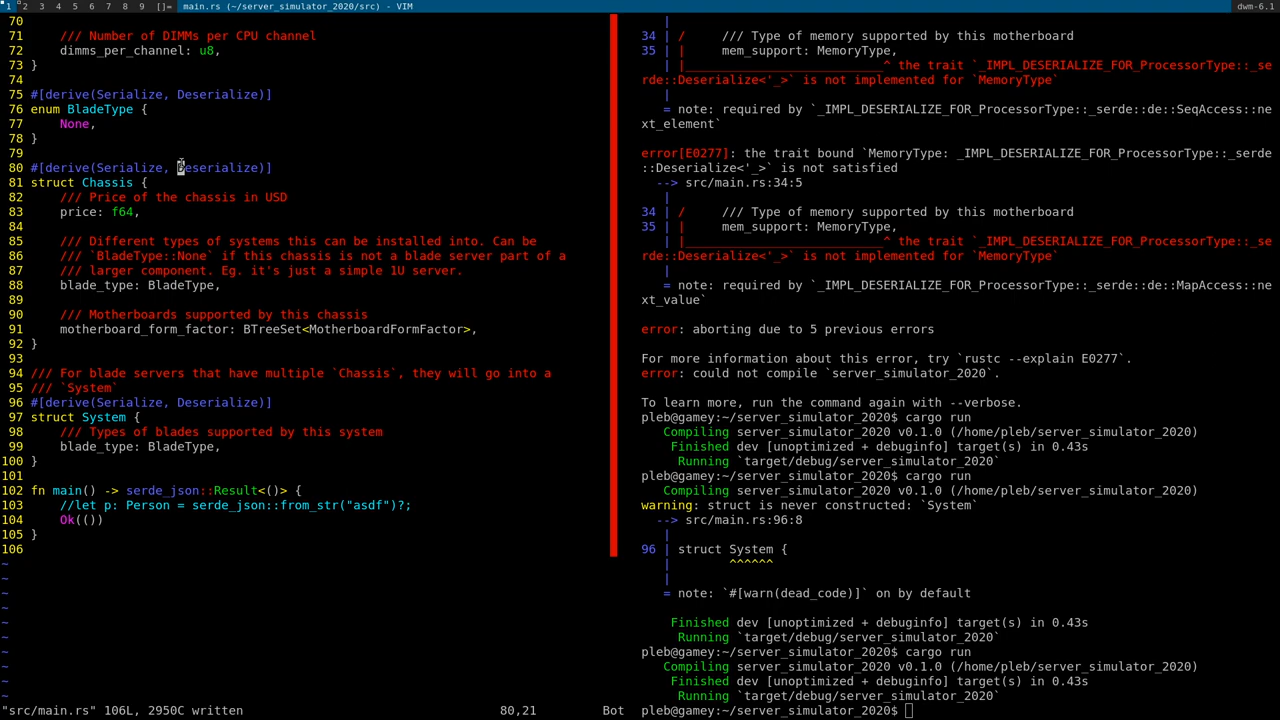 1 2 3 4 5 6 7 8 9 []= main.rs (~/server_simulator_2020/src) - VIM dwm-6.1
70
71     /// Number of DIMMs per CPU channel
72     dimms_per_channel: u8,
73 }
74
75 #[derive(Serialize, Deserialize)]
76 enum BladeType {
77     None,
78 }
79
80 #[derive(Serialize, Deserialize)]
81 struct Chassis {
82     /// Price of the chassis in USD
83     price: f64,
84
85     /// Different types of systems this can be installed into. Can be
86     /// `BladeType::None` if this chassis is not a blade server part of a
87     /// larger component. Eg. it's just a simple 1U server.
88     blade_type: BladeType,
89
90     /// Motherboards supported by this chassis
91     motherboard_form_factor: BTreeSet<MotherboardFormFactor>,
92 }
93
94 /// For blade servers that have multiple `Chassis`, they will go into a
95 /// `System`
96 #[derive(Serialize, Deserialize)]
97 struct System {
98     /// Types of blades supported by this system
99     blade_type: BladeType,
100 }
101
102 fn main() -> serde_json::Result<()> {
103     //let p: Person = serde_json::from_str("asdf")?;
104     Ok(())
105 }
106
~
~
~
~
~
~
~
~
~
~
"src/main.rs" 106L, 2950C written 80,21 Bot
|
34 | /     /// Type of memory supported by this motherboard
35 | |     mem_support: MemoryType,
| |___________________________^ the trait `_IMPL_DESERIALIZE_FOR_ProcessorType::_se
rde::Deserialize<'_>` is not implemented for `MemoryType`
|
= note: required by `_IMPL_DESERIALIZE_FOR_ProcessorType::_serde::de::SeqAccess::ne
xt_element`
error[E0277]: the trait bound `MemoryType: _IMPL_DESERIALIZE_FOR_ProcessorType::_serde
::Deserialize<'_>` is not satisfied
--> src/main.rs:34:5
|
34 | /     /// Type of memory supported by this motherboard
35 | |     mem_support: MemoryType,
| |___________________________^ the trait `_IMPL_DESERIALIZE_FOR_ProcessorType::_se
rde::Deserialize<'_>` is not implemented for `MemoryType`
|
= note: required by `_IMPL_DESERIALIZE_FOR_ProcessorType::_serde::de::MapAccess::ne
xt_value`
error: aborting due to 5 previous errors
For more information about this error, try `rustc --explain E0277`.
error: could not compile `server_simulator_2020`.
To learn more, run the command again with --verbose.
pleb@gamey:~/server_simulator_2020$ cargo run
Compiling server_simulator_2020 v0.1.0 (/home/pleb/server_simulator_2020)
Finished dev [unoptimized + debuginfo] target(s) in 0.43s
Running `target/debug/server_simulator_2020`
pleb@gamey:~/server_simulator_2020$ cargo run
Compiling server_simulator_2020 v0.1.0 (/home/pleb/server_simulator_2020)
warning: struct is never constructed: `System`
--> src/main.rs:96:8
|
96 | struct System {
|        ^^^^^^
|
= note: `#[warn(dead_code)]` on by default
Finished dev [unoptimized + debuginfo] target(s) in 0.43s
Running `target/debug/server_simulator_2020`
pleb@gamey:~/server_simulator_2020$ cargo run
Compiling server_simulator_2020 v0.1.0 (/home/pleb/server_simulator_2020)
Finished dev [unoptimized + debuginfo] target(s) in 0.43s
Running `target/debug/server_simulator_2020`
pleb@gamey:~/server_simulator_2020$